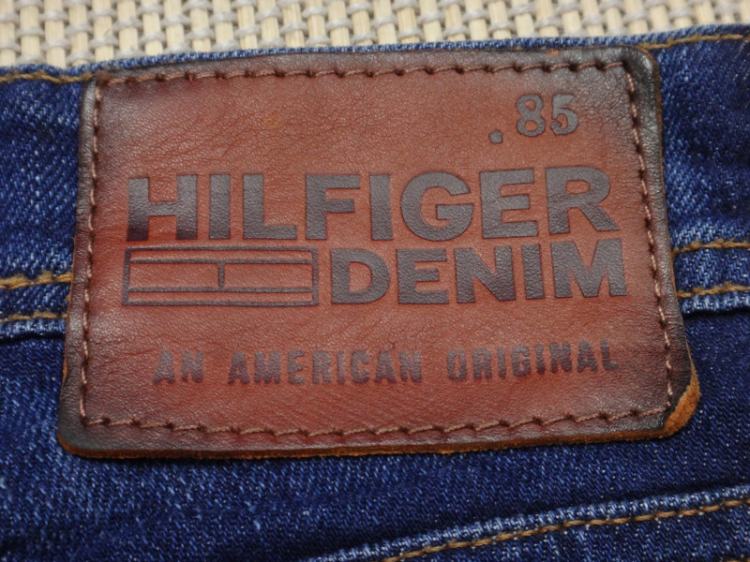 .85
HILFIGER
DENIM
AN AMERICAN ORIGINAL